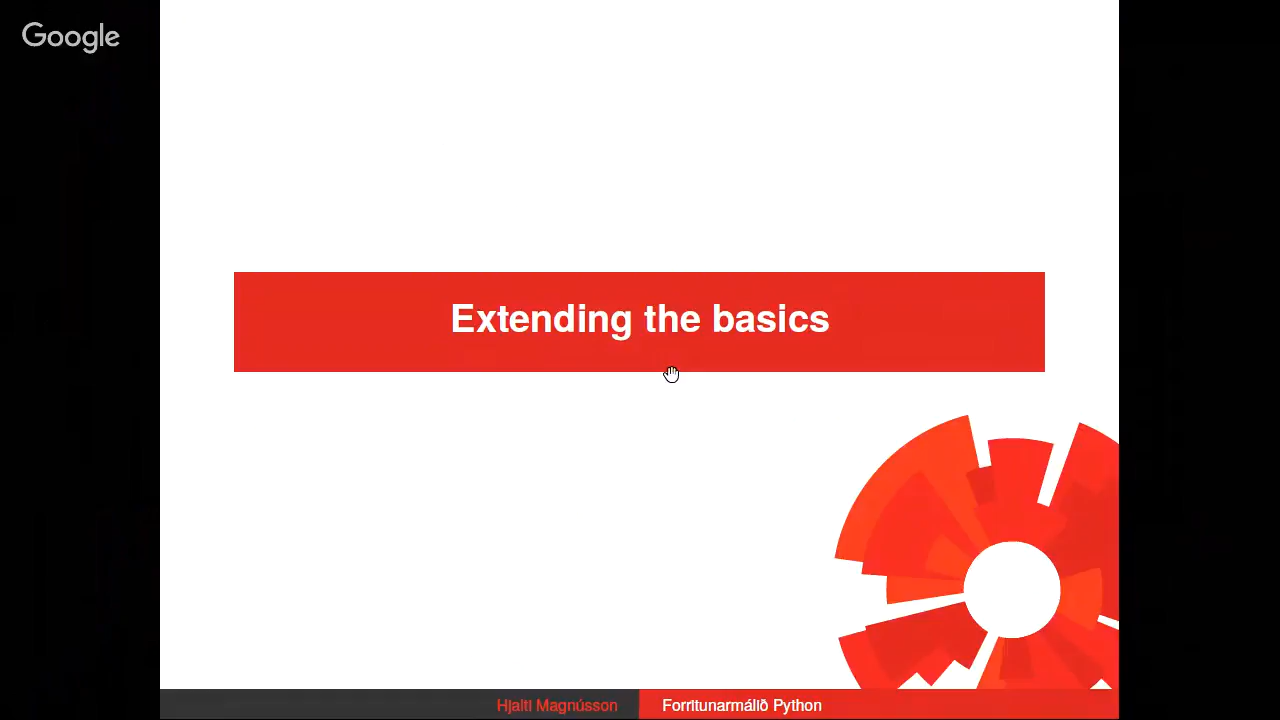 Google
Extending the basics
Hjalti Magnússon
Forritunarmálið Python